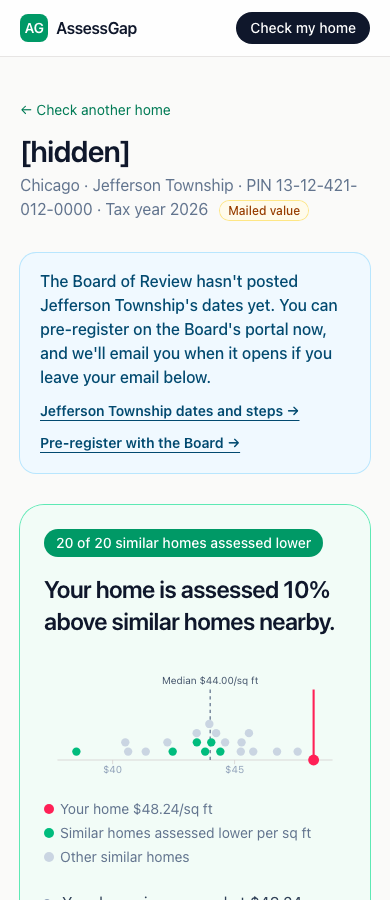 AG AssessGap
Check my home
← Check another home
[hidden]
Chicago · Jefferson Township · PIN 13-12-421-
012-0000 · Tax year 2026 Mailed value
The Board of Review hasn't posted
Jefferson Township's dates yet. You can
pre-register on the Board's portal now,
and we'll email you when it opens if you
leave your email below.
Jefferson Township dates and steps →
Pre-register with the Board →
20 of 20 similar homes assessed lower
Your home is assessed 10%
above similar homes nearby.
Median $44.00/sq ft
$40
$45
Your home $48.24/sq ft
Similar homes assessed lower per sq ft
Other similar homes